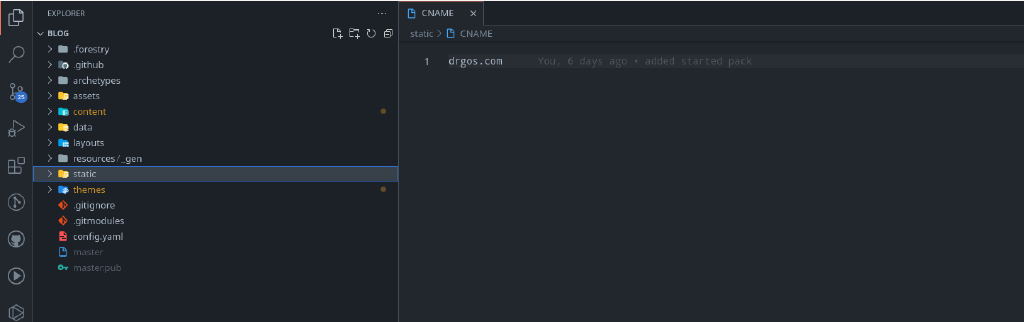 EXPLORER
BLOG
.forestry
.github
archetypes
assets
content
data
layouts
resources/_gen
static
themes
.gitignore
.gitmodules
config.yaml
master
master.pub
25
CNAME
static > CNAME
1 drgos.com You, 6 days ago • added started pack